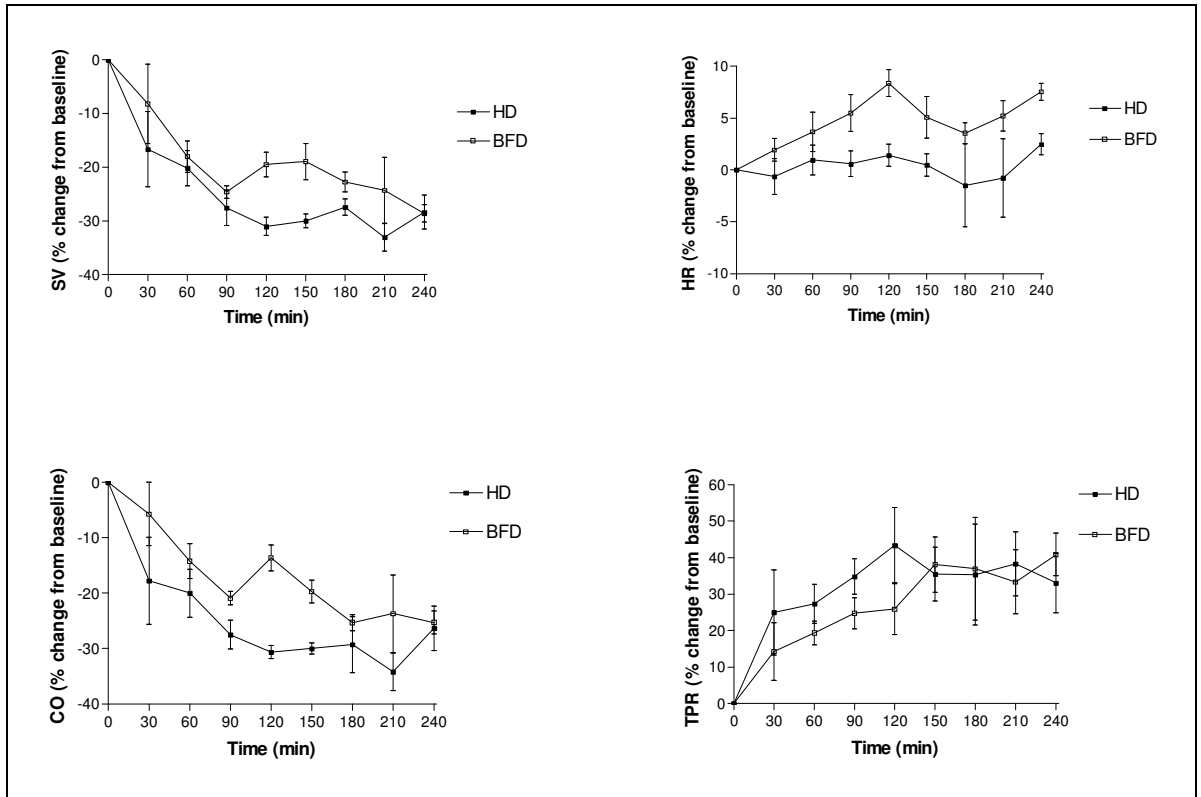 SV (% change from baseline)
0
-10
-20
-30
-40
0 30 60 90 120 150 180 210 240
Time (min)
HD
BFD
HR (% change from baseline)
10
5
0
-5
-10
0 30 60 90 120 150 180 210 240
Time (min)
HD
BFD
CO (% change from baseline)
0
-10
-20
-30
-40
0 30 60 90 120 150 180 210 240
Time (min)
HD
BFD
TPR (% change from baseline)
60
50
40
30
20
10
0
0 30 60 90 120 150 180 210 240
Time (min)
HD
BFD